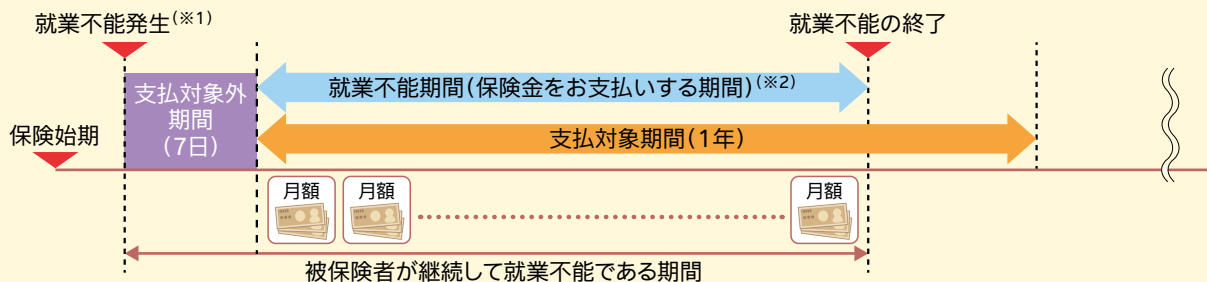 就業不能発生(※1)
就業不能の終了
支払対象外
期間
(7日)
就業不能期間(保険金をお支払いする期間)(※2)
支払対象期間(1年)
保険始期
月額
月額
月額
被保険者が継続して就業不能である期間